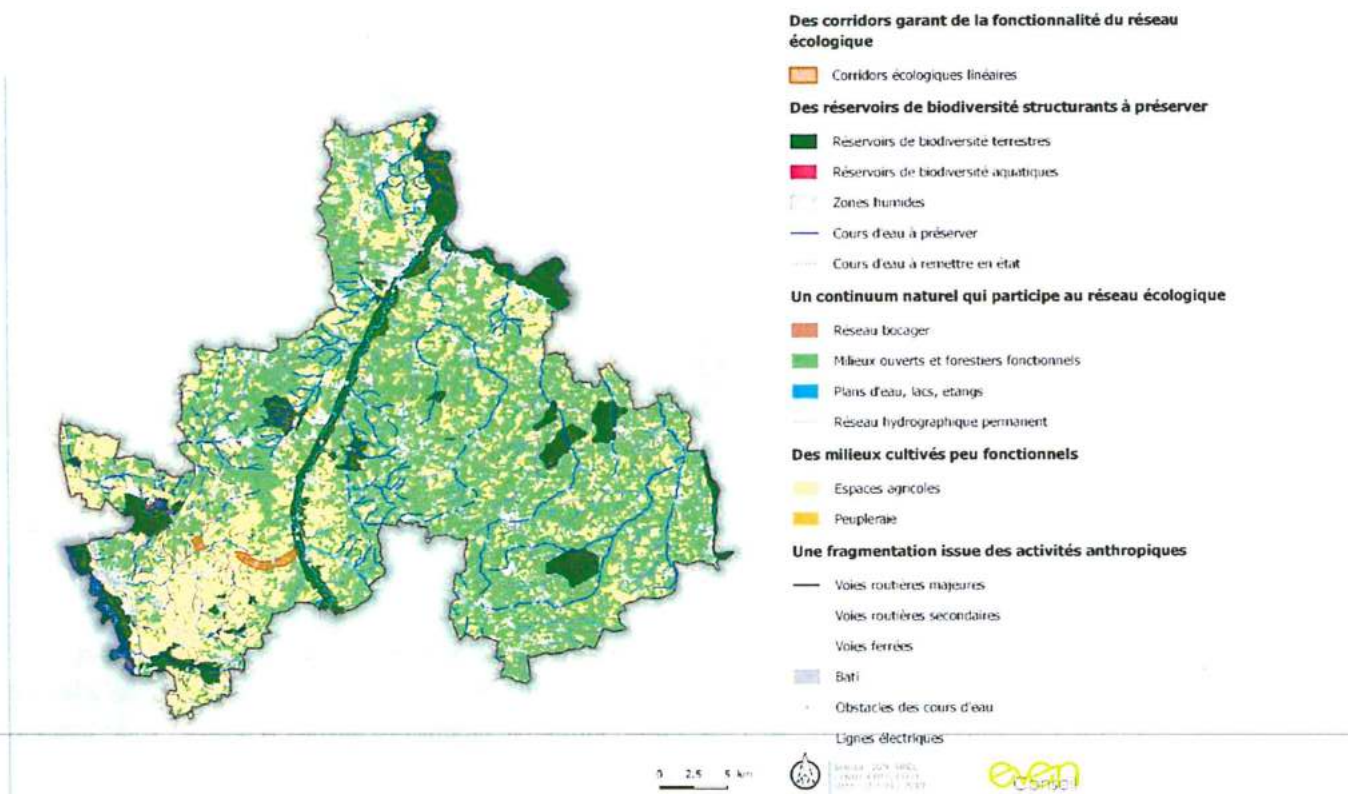 Des corridors garant de la fonctionnalité du réseau
écologique
Corridors écologiques linéaires
Des réservoirs de biodiversité structurants à préserver
Réservoirs de biodiversité terrestres
Réservoirs de biodiversité aquatiques
Zones humides
Cours d'eau à préserver
Cours d'eau à remettre en état
Un continuum naturel qui participe au réseau écologique
Réseau bocager
Milieux ouverts et forestiers fonctionnels
Plans d'eau, lacs, etangs
Réseau hydrographique permanent
Des milieux cultivés peu fonctionnels
Espaces agricoles
Peupleraie
Une fragmentation issue des activités anthropiques
Voies routières majeures
Voies routières secondaires
Voies ferrées
Bati
Obstacles des cours d'eau
Lignes électriques
0 2.5 5 km
even
Conseil